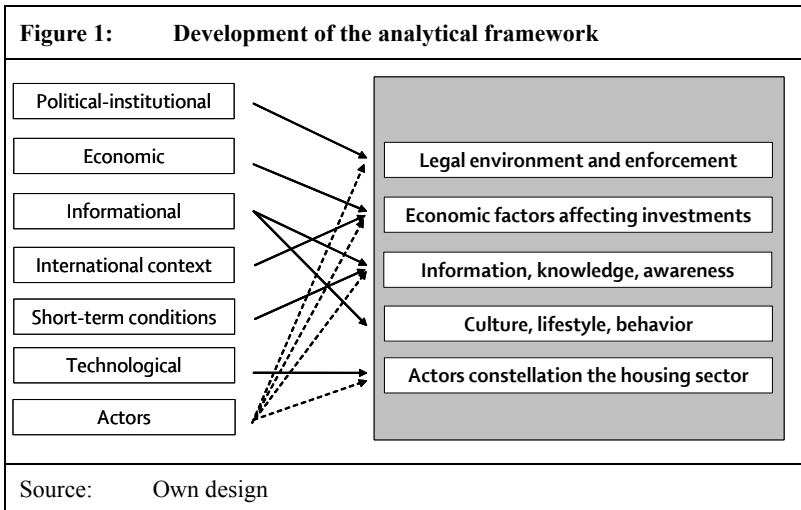 Figure 1: Development of the analytical framework
Political-institutional
Economic
Informational
International context
Short-term conditions
Technological
Actors
Legal environment and enforcement
Economic factors affecting investments
Information, knowledge, awareness
Culture, lifestyle, behavior
Actors constellation the housing sector
Source: Own design